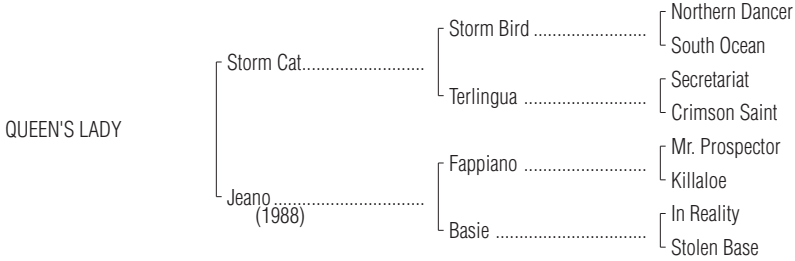 Northern Dancer
Storm Bird ........................
South Ocean
Storm Cat..........................
Secretariat
Terlingua ..........................
Crimson Saint
QUEEN'S LADY
Mr. Prospector
Fappiano ..........................
Killaloe
Jeano ................................
(1988)
In Reality
Basie ................................
Stolen Base